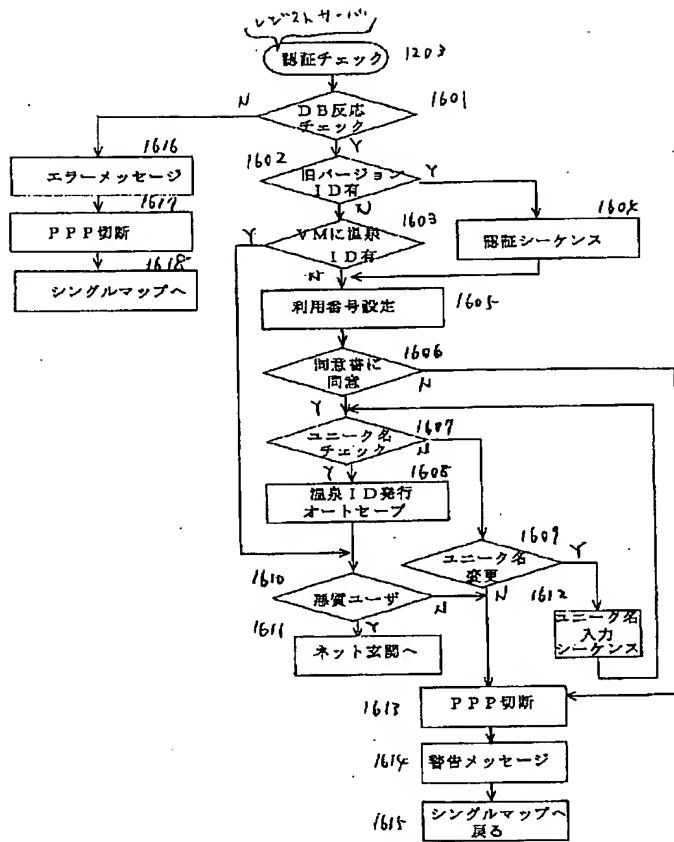 レジストサーバ
認証チェック
1203
DB反応
チェック
1601
N
Y
1616
エラーメッセージ
1602
旧バージョン
ID有
Y
N
1617
PPP切断
1603
VMに温泉
ID有
Y
N
1604
認証シーケンス
1618
シングルマップへ
利用番号設定
1605
同意書に
同意
1606
N
Y
ユニーク名
チェック
1607
N
Y
1608
温泉ID発行
オートセーブ
1609
ユニーク名
変更
Y
N
1610
悪質ユーザ
N
Y
1612
ユニーク名
入力
シーケンス
1611
ネット玄関へ
1613
PPP切断
1614
警告メッセージ
1615
シングルマップへ
戻る